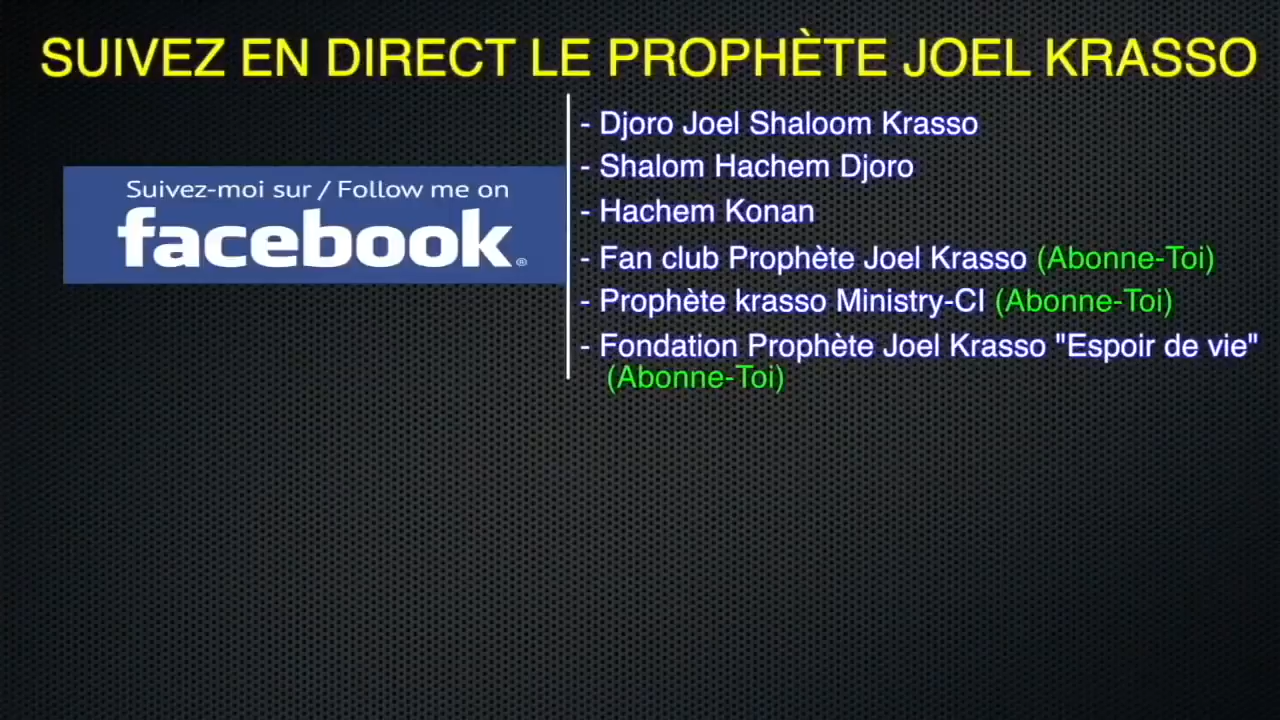 SUIVEZ EN DIRECT LE PROPHÈTE JOEL KRASSO
Suivez-moi sur / Follow me on
facebook®
- Djoro Joel Shaloom Krasso
- Shalom Hachem Djoro
- Hachem Konan
- Fan club Prophète Joel Krasso (Abonne-Toi)
- Prophète krasso Ministry-CI (Abonne-Toi)
- Fondation Prophète Joel Krasso "Espoir de vie"
(Abonne-Toi)